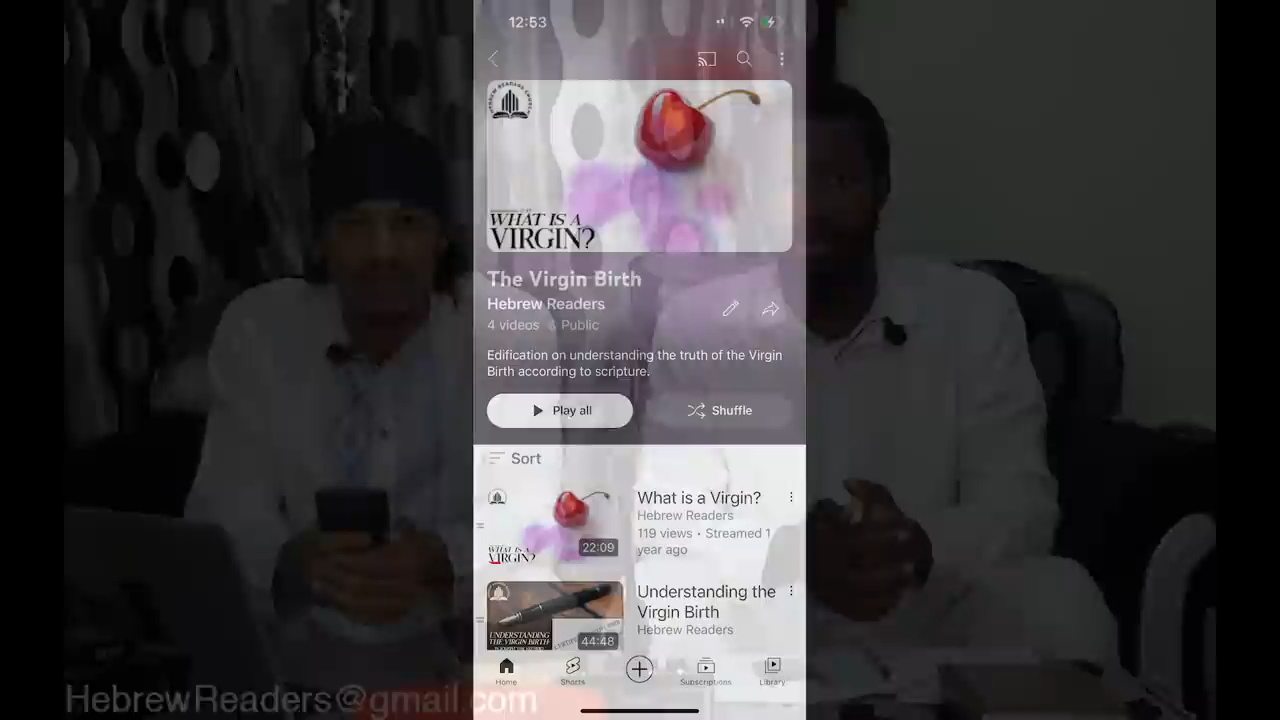 12:53
HEBREW READERS CHURCH
WHAT IS A
VIRGIN?
The Virgin Birth
Hebrew Readers
4 videos
Public
Edification on understanding the truth of the Virgin
Birth according to scripture.
Play all
Shuffle
Sort
WHAT IS A
VIRGIN?
22:09
What is a Virgin?
Hebrew Readers
119 views • Streamed 1
year ago
UNDERSTANDING
THE VIRGIN BIRTH
44:48
Understanding the
Virgin Birth
Hebrew Readers
Home
Shorts
Subscriptions
Library
HebrewReaders@gmail.com